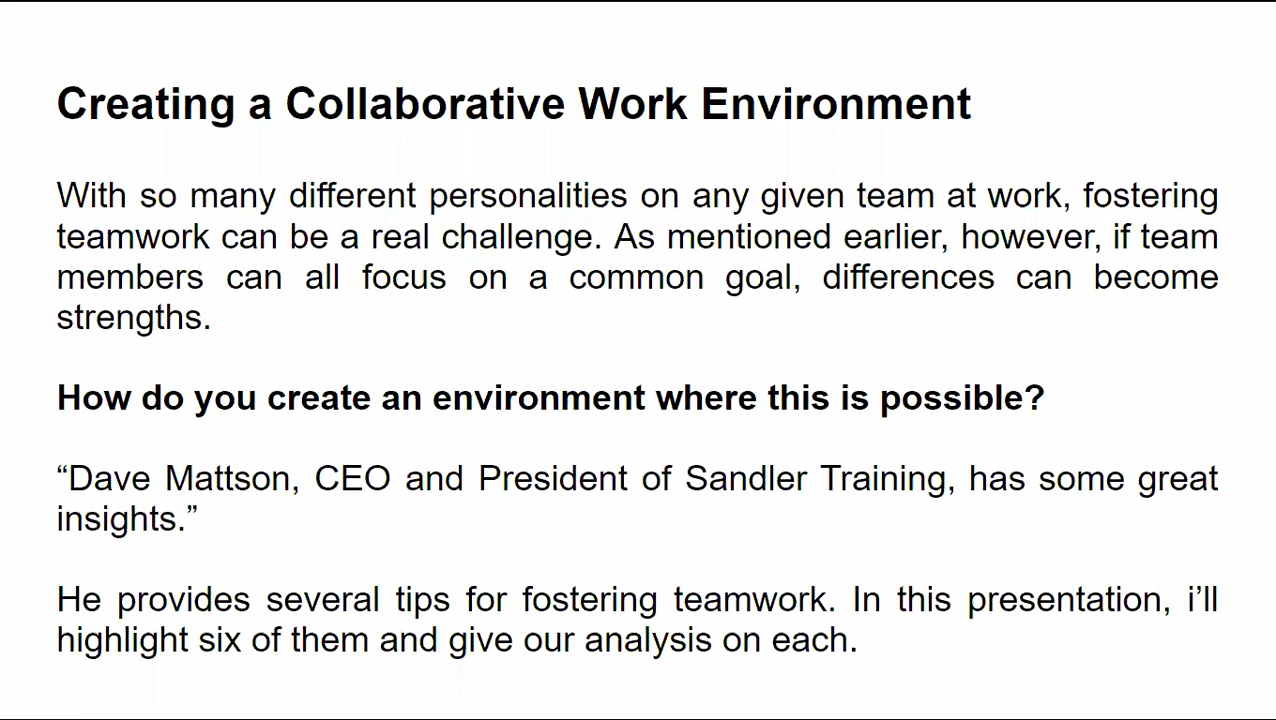 Creating a Collaborative Work Environment
With so many different personalities on any given team at work, fostering
teamwork can be a real challenge. As mentioned earlier, however, if team
members can all focus on a common goal, differences can become
strengths.
How do you create an environment where this is possible?
“Dave Mattson, CEO and President of Sandler Training, has some great
insights.”
He provides several tips for fostering teamwork. In this presentation, i’ll
highlight six of them and give our analysis on each.